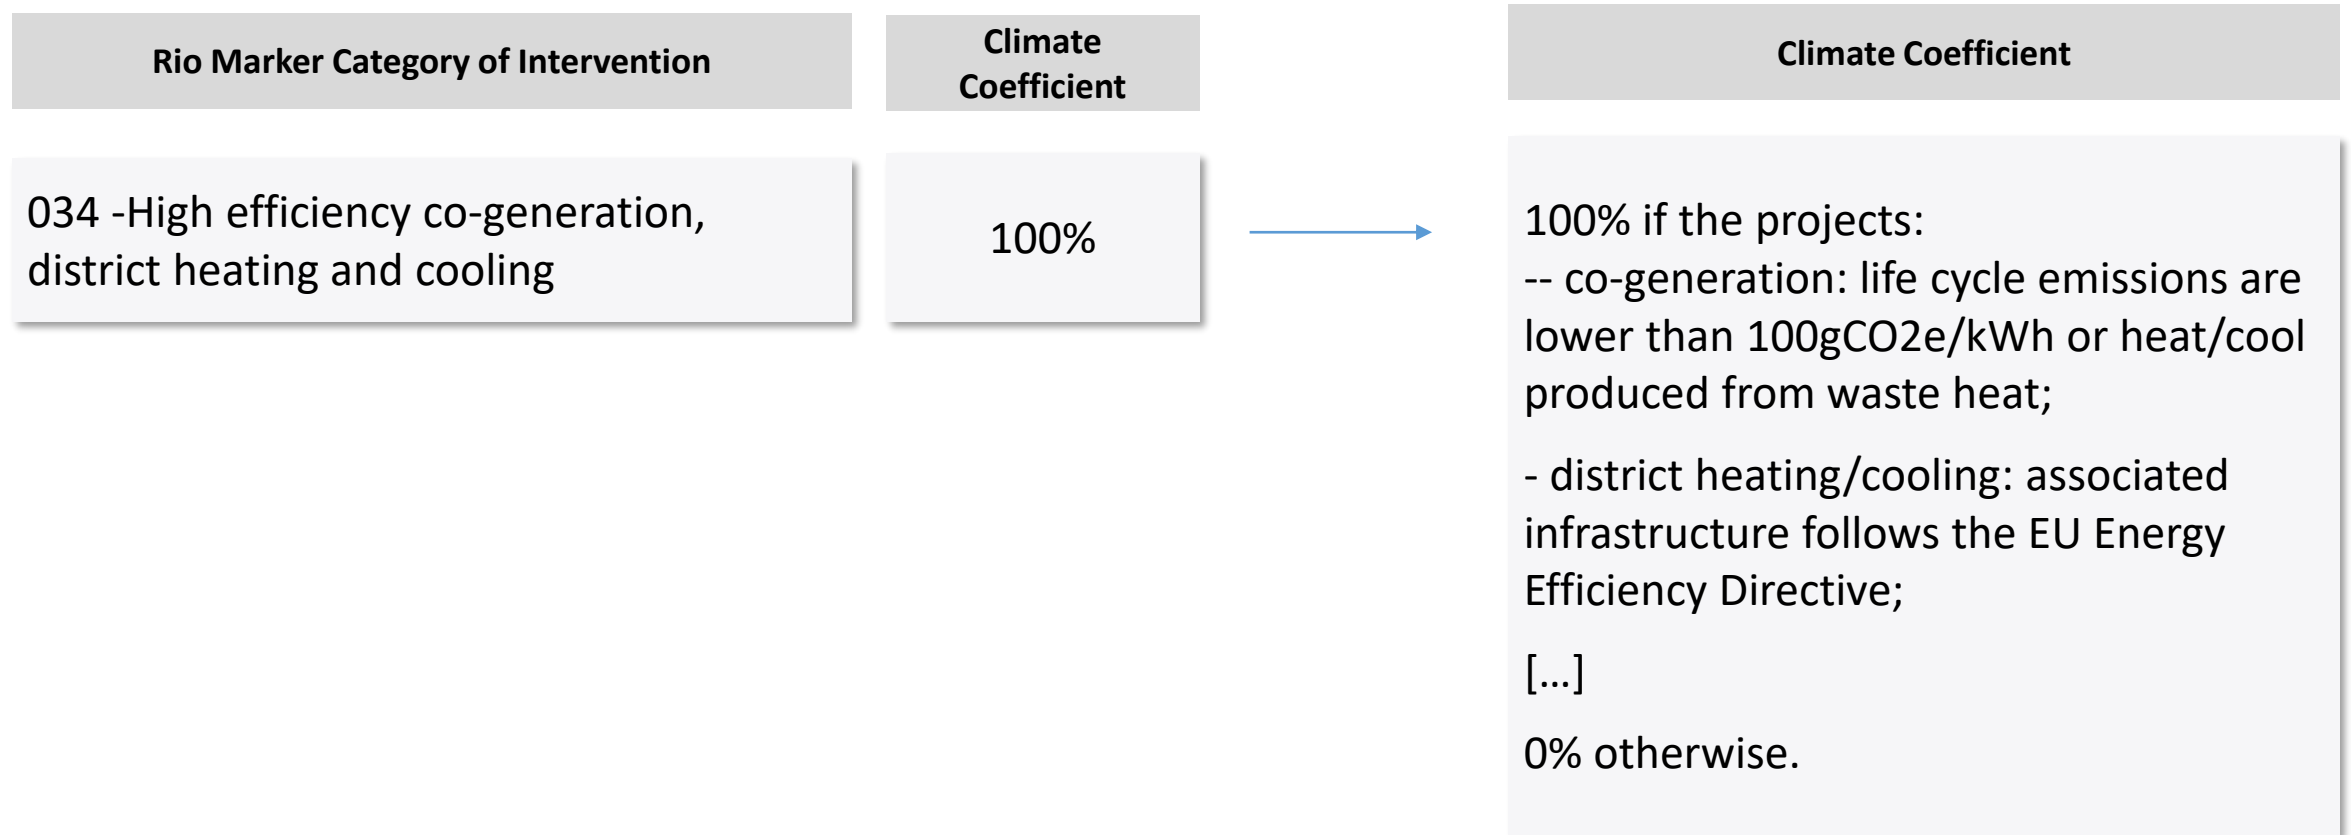 Rio Marker Category of Intervention
Climate
Coefficient
Climate Coefficient
034 -High efficiency co-generation,
district heating and cooling
100%
100% if the projects:
-- co-generation: life cycle emissions are
lower than 100gCO2e/kWh or heat/cool
produced from waste heat;
- district heating/cooling: associated
infrastructure follows the EU Energy
Efficiency Directive;
[…]
0% otherwise.